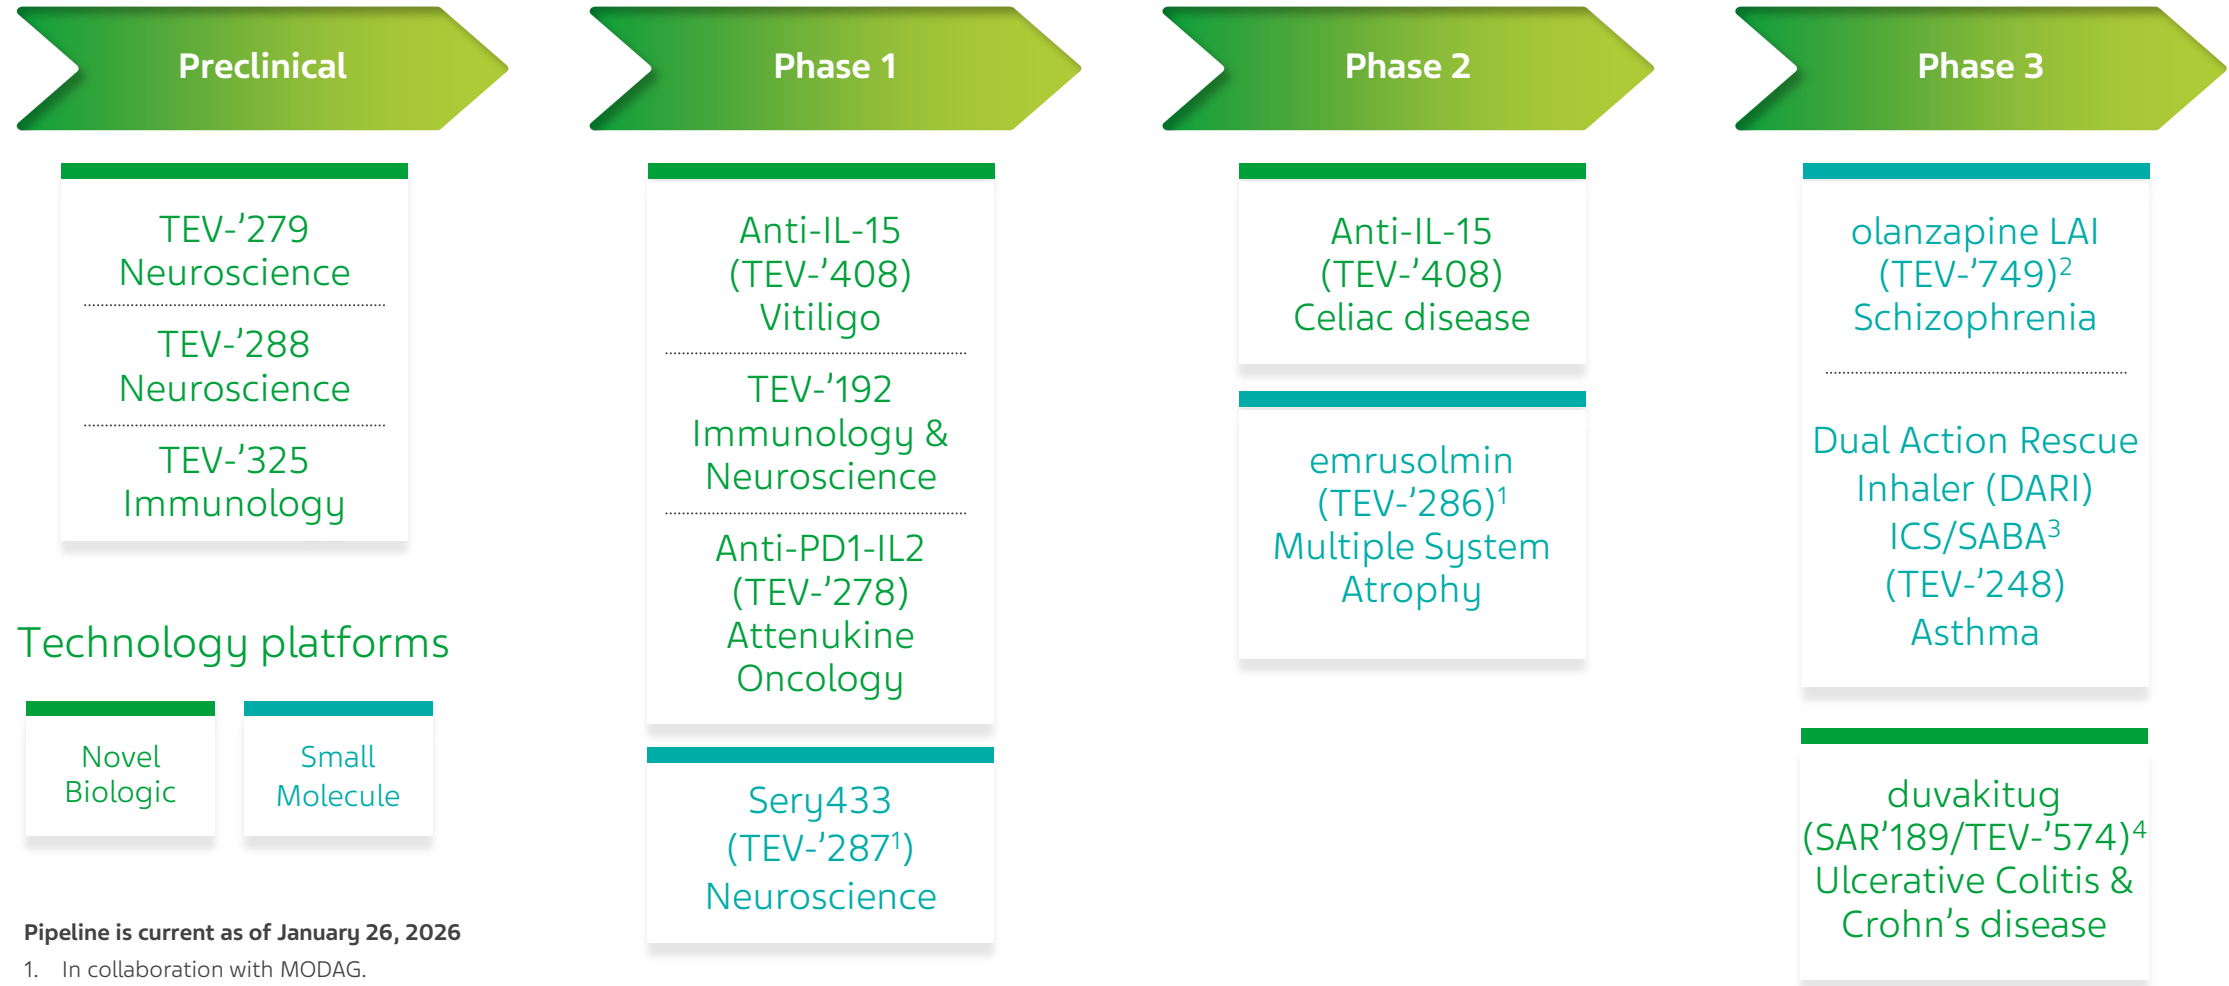 Preclinical
TEV-’279
Neuroscience
TEV-’288
Neuroscience
TEV-’325
Immunology
Technology platforms
Novel
Biologic
Small
Molecule
Pipeline is current as of January 26, 2026
1. In collaboration with MODAG.
Phase 1
Anti-IL-15
(TEV-’408)
Vitiligo
TEV-’192
Immunology &
Neuroscience
Anti-PD1-IL2
(TEV-’278)
Attenukine
Oncology
Sery433
(TEV-’287¹)
Neuroscience
Phase 2
Anti-IL-15
(TEV-’408)
Celiac disease
emrusolmin
(TEV-’286)¹
Multiple System
Atrophy
Phase 3
olanzapine LAI
(TEV-’749)²
Schizophrenia
Dual Action Rescue
Inhaler (DARI)
ICS/SABA³
(TEV-’248)
Asthma
duvakitug
(SAR’189/TEV-’574)⁴
Ulcerative Colitis &
Crohn’s disease